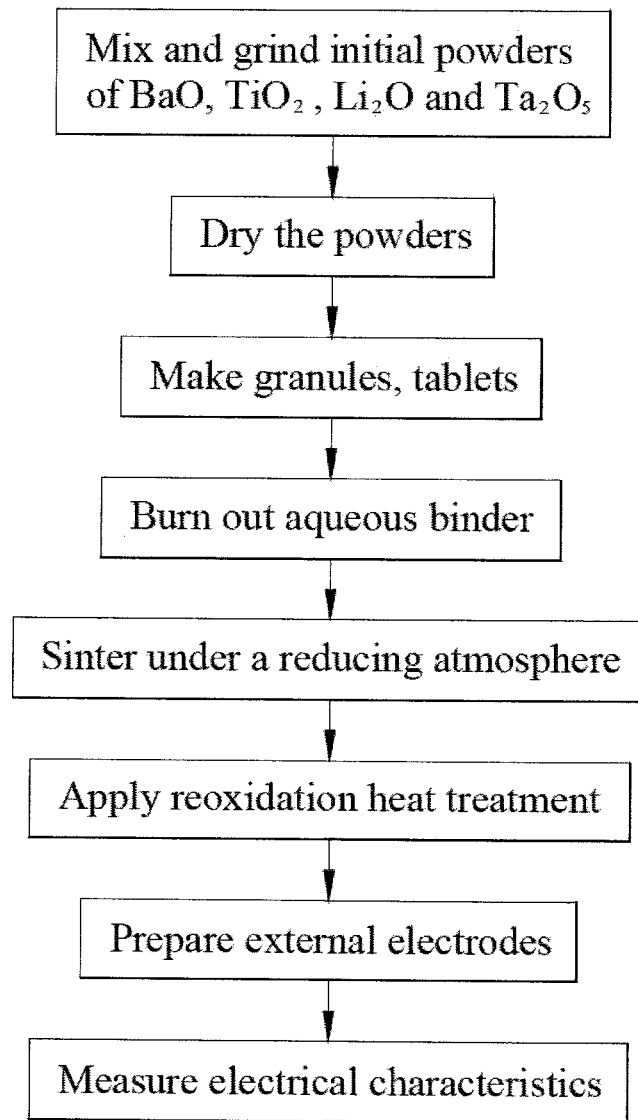 Mix and grind initial powders
of BaO, TiO₂ , Li₂O and Ta₂O₅
Dry the powders
Make granules, tablets
Burn out aqueous binder
Sinter under a reducing atmosphere
Apply reoxidation heat treatment
Prepare external electrodes
Measure electrical characteristics